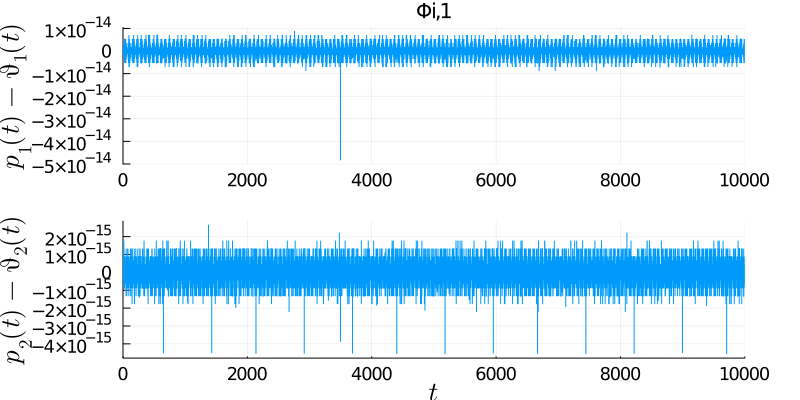 Φi,1
p₁(t) − ϑ₁(t)
1×10⁻¹⁴
0
−1×10⁻¹⁴
−2×10⁻¹⁴
−3×10⁻¹⁴
−4×10⁻¹⁴
−5×10⁻¹⁴
0 2000 4000 6000 8000 10000
p₂(t) − ϑ₂(t)
2×10⁻¹⁵
1×10⁻¹⁵
0
−1×10⁻¹⁵
−2×10⁻¹⁵
−3×10⁻¹⁵
−4×10⁻¹⁵
0 2000 4000 6000 8000 10000
t